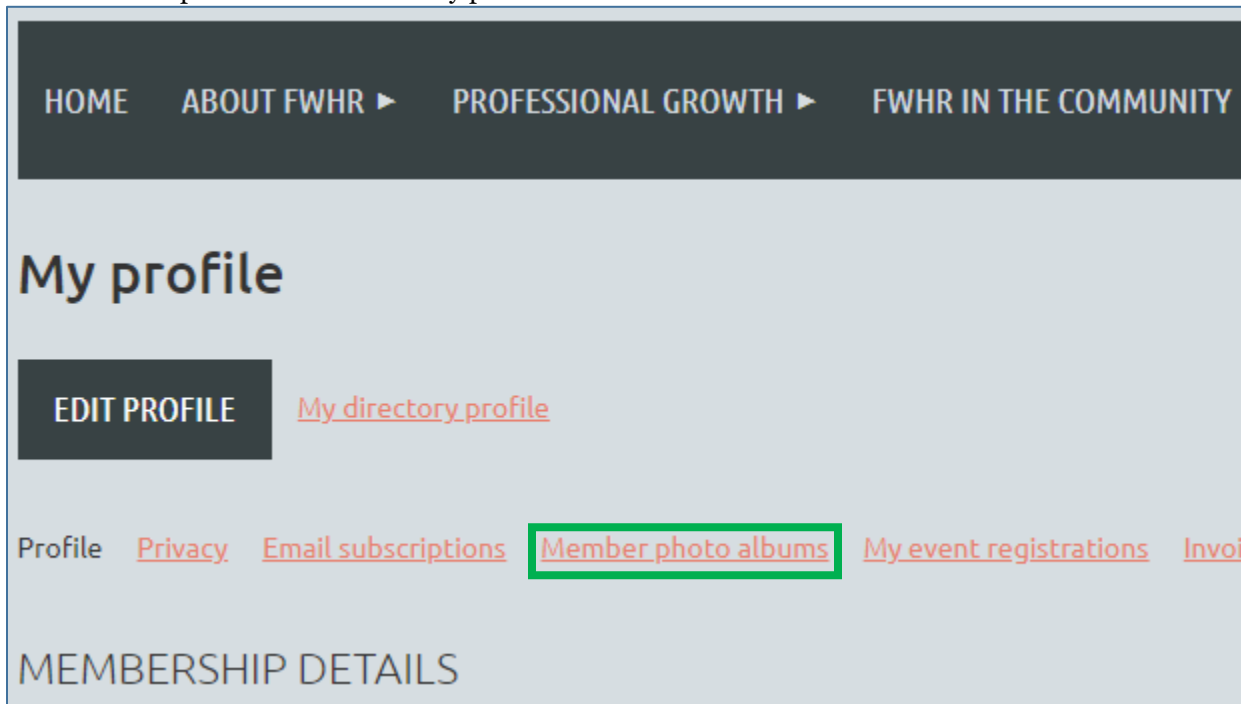 HOME ABOUT FWHR ► PROFESSIONAL GROWTH ► FWHR IN THE COMMUNITY
My profile
EDIT PROFILE My directory profile
Profile Privacy Email subscriptions Member photo albums My event registrations Invoi
MEMBERSHIP DETAILS